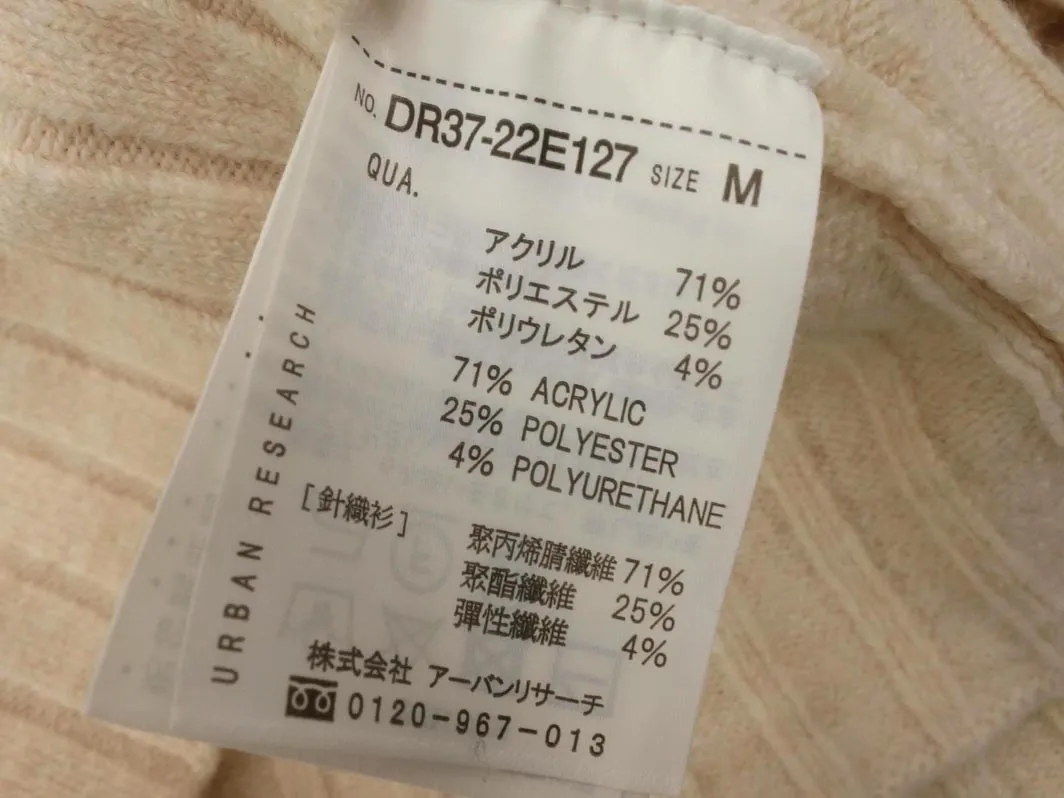 NO. DR37-22E127 SIZE M
QUA.
アクリル 71%
ポリエステル 25%
ポリウレタン 4%
71% ACRYLIC
25% POLYESTER
4% POLYURETHANE
[針織衫]
聚丙烯腈纖維 71%
聚酯纖維 25%
彈性纖維 4%
株式会社 アーバンリサーチ
0120-967-013
URBAN RESEARCH